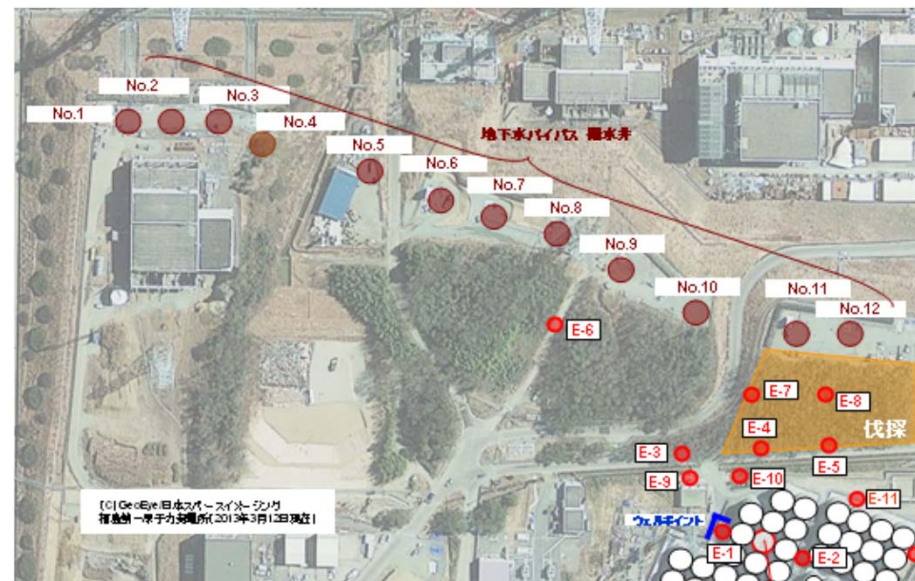 No.1
No.2
No.3
No.4
No.5
No.6
No.7
No.8
No.9
No.10
No.11
No.12
地下水バイパス 揚水井
E-6
E-7
E-8
伐採
E-4
E-5
E-3
E-9
E-10
E-11
ウェルポイント
E-1
E-2
(C)GeoEye/日本スペースイメージング
福島第一原子力発電所(2013年3月12日現在)